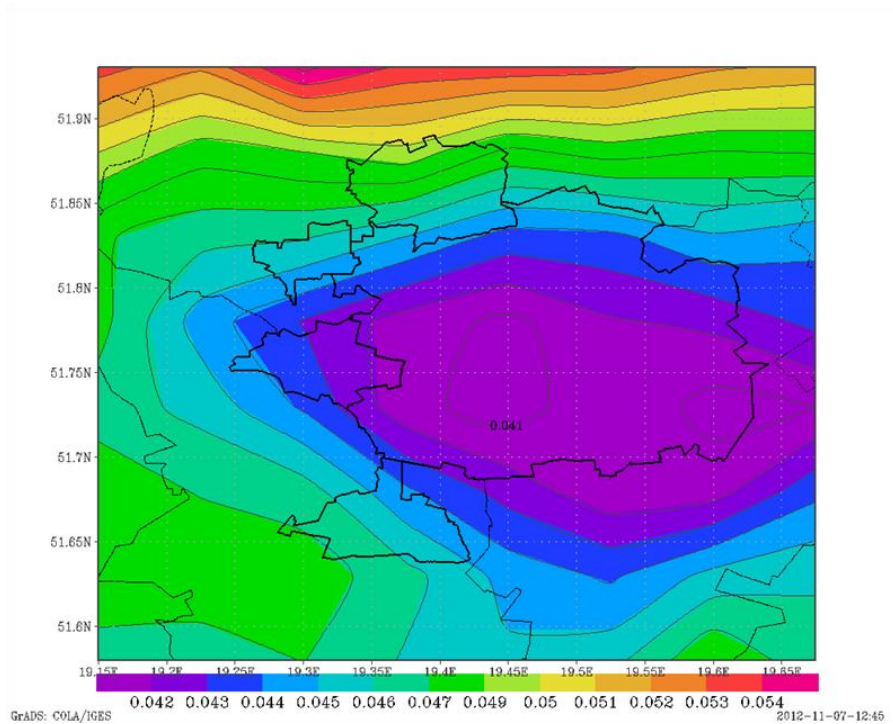 51.9N
51.85N
51.8N
51.75N
0.041
51.7N
51.65N
51.6N
19.15E 19.2E 19.25E 19.3E 19.35E 19.4E 19.45E 19.5E 19.55E 19.6E 19.65E
0.042 0.043 0.044 0.045 0.046 0.047 0.049 0.05 0.051 0.052 0.053 0.054
GrADS: COLA/IGES 2012-11-07-12:45